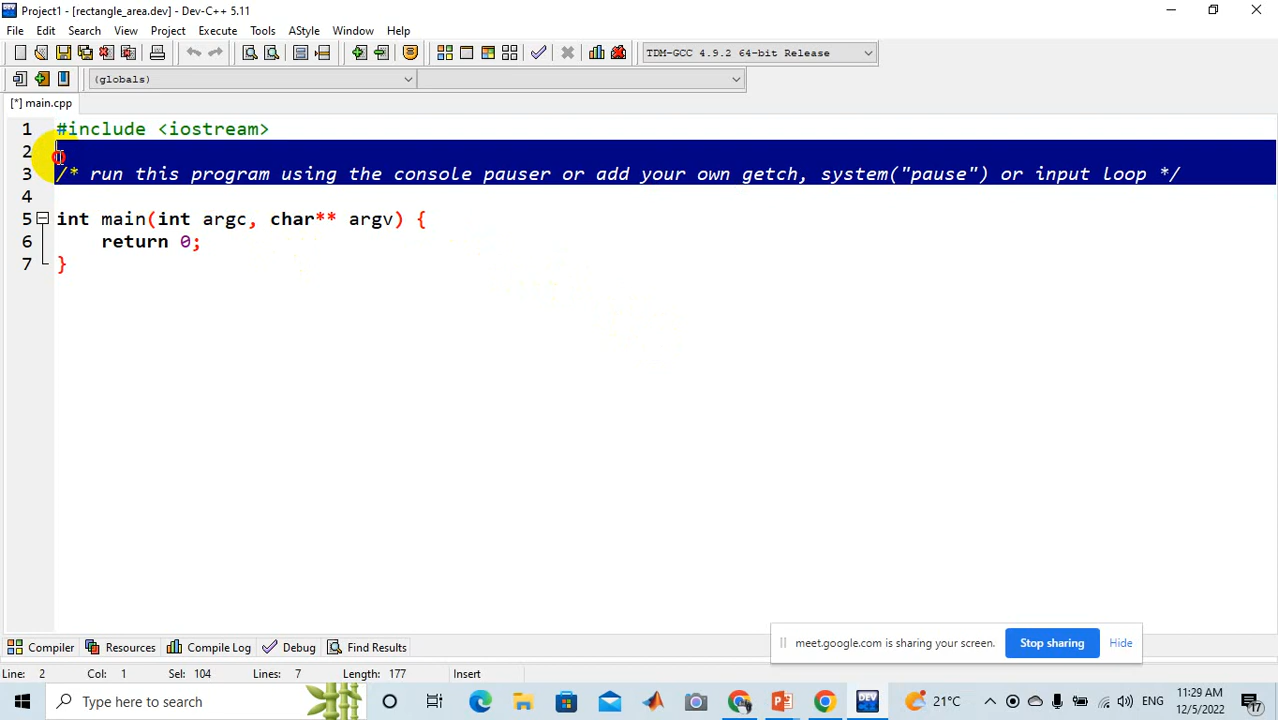 Project1 - [rectangle_area.dev] - Dev-C++ 5.11
File Edit Search View Project Execute Tools AStyle Window Help
TDM-GCC 4.9.2 64-bit Release
(globals)
[*] main.cpp
1 #include <iostream>
2
3 /* run this program using the console pauser or add your own getch, system("pause") or input loop */
4
5 int main(int argc, char** argv) {
6 return 0;
7 }
meet.google.com is sharing your screen. Stop sharing Hide
Compiler Resources Compile Log Debug Find Results
Line: 2 Col: 1 Sel: 104 Lines: 7 Length: 177 Insert
Type here to search
21°C
ENG
11:29 AM
12/5/2022
17